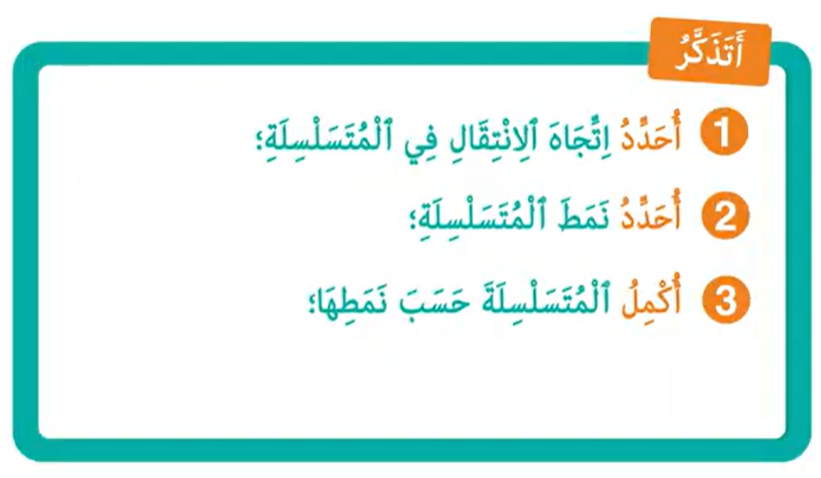 أَتَذَكَّرُ
1 أُحَدِّدُ اِتِّجَاهَ ٱلِانْتِقَالِ فِي ٱلْمُتَسَلْسِلَةِ؛
2 أُحَدِّدُ نَمَطَ ٱلْمُتَسَلْسِلَةِ؛
3 أُكْمِلُ ٱلْمُتَسَلْسِلَةَ حَسَبَ نَمَطِهَا؛